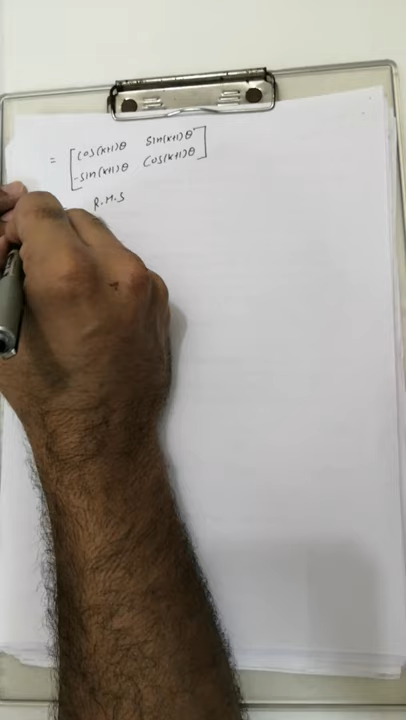 = [cos(k+1)θ sin(k+1)θ
-sin(k+1)θ cos(k+1)θ]
R.H.S